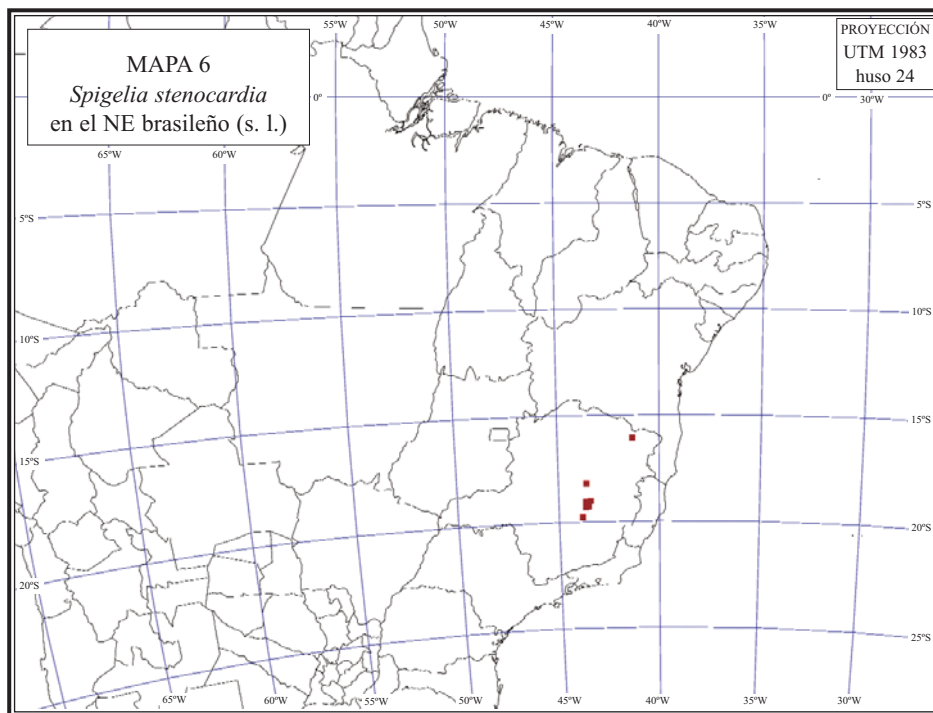 55ºW
50ºW
45ºW
40ºW
35ºW
MAPA 6
Spigelia stenocardia
en el NE brasileño (s. l.)
PROYECCIÓN
UTM 1983
huso 24
0º
0º
30ºW
65ºW
60ºW
5ºS
5ºS
10ºS
10ºS
15ºS
15ºS
20ºS
20ºS
25ºS
65ºW
60ºW
54ºW
50ºW
48ºW
45ºW
40ºW
35ºW
30ºW